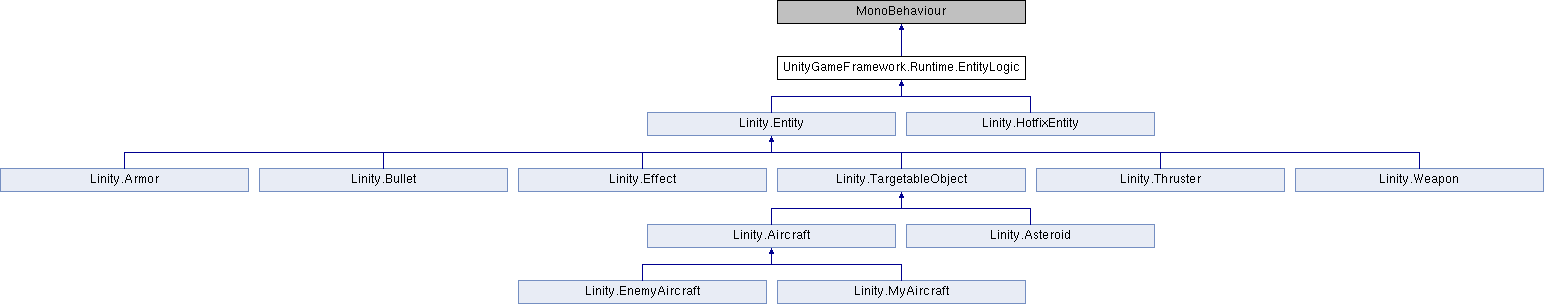 MonoBehaviour
UnityGameFramework.Runtime.EntityLogic
Linity.Entity
Linity.HotfixEntity
Linity.Armor
Linity.Bullet
Linity.Effect
Linity.TargetableObject
Linity.Thruster
Linity.Weapon
Linity.Aircraft
Linity.Asteroid
Linity.EnemyAircraft
Linity.MyAircraft